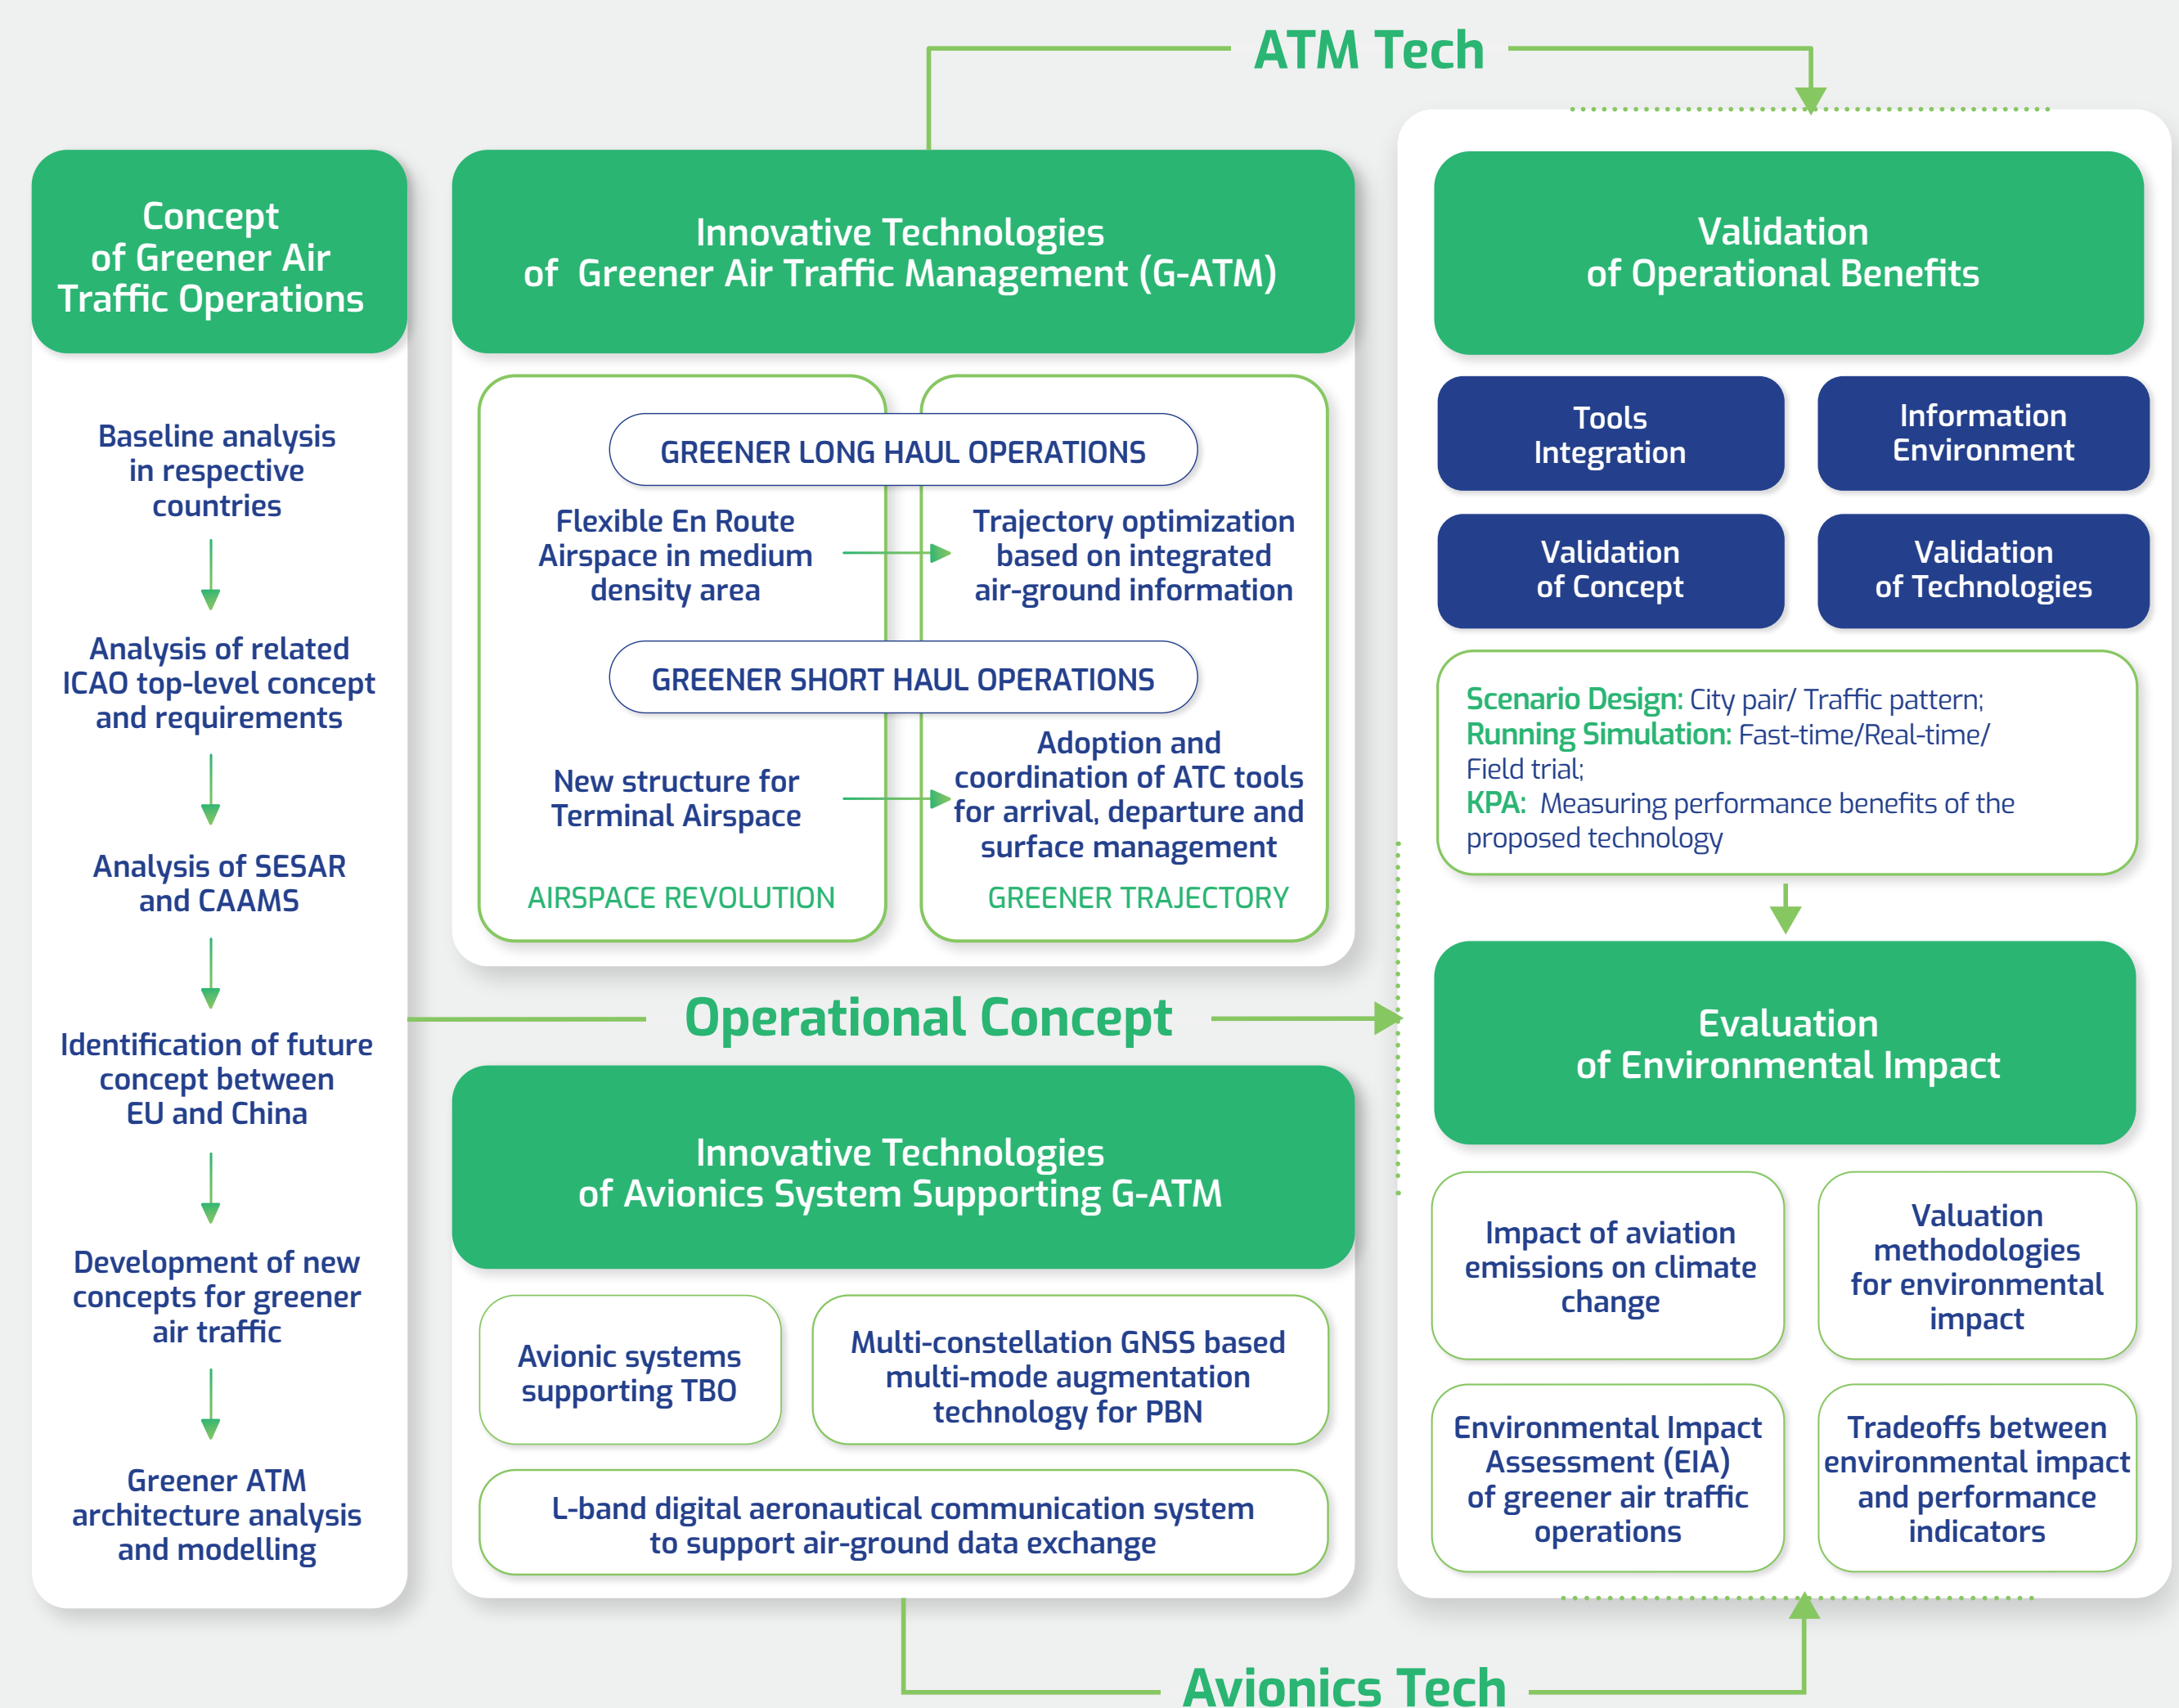 ATM Tech
Concept
of Greener Air
Traffic Operations
Baseline analysis
in respective
countries
Analysis of related
ICAO top-level concept
and requirements
Analysis of SESAR
and CAAMS
Identification of future
concept between
EU and China
Development of new
concepts for greener
air traffic
Greener ATM
architecture analysis
and modelling
Innovative Technologies
of Greener Air Traffic Management (G-ATM)
GREENER LONG HAUL OPERATIONS
Flexible En Route
Airspace in medium
density area
Trajectory optimization
based on integrated
air-ground information
GREENER SHORT HAUL OPERATIONS
New structure for
Terminal Airspace
Adoption and
coordination of ATC tools
for arrival, departure and
surface management
AIRSPACE REVOLUTION
GREENER TRAJECTORY
Operational Concept
Innovative Technologies
of Avionics System Supporting G-ATM
Avionic systems
supporting TBO
Multi-constellation GNSS based
multi-mode augmentation
technology for PBN
L-band digital aeronautical communication system
to support air-ground data exchange
Validation
of Operational Benefits
Tools
Integration
Information
Environment
Validation
of Concept
Validation
of Technologies
Scenario Design: City pair/ Traffic pattern;
Running Simulation: Fast-time/Real-time/
Field trial;
KPA: Measuring performance benefits of the
proposed technology
Evaluation
of Environmental Impact
Impact of aviation
emissions on climate
change
Valuation
methodologies
for environmental
impact
Environmental Impact
Assessment (EIA)
of greener air traffic
operations
Tradeoffs between
environmental impact
and performance
indicators
Avionics Tech